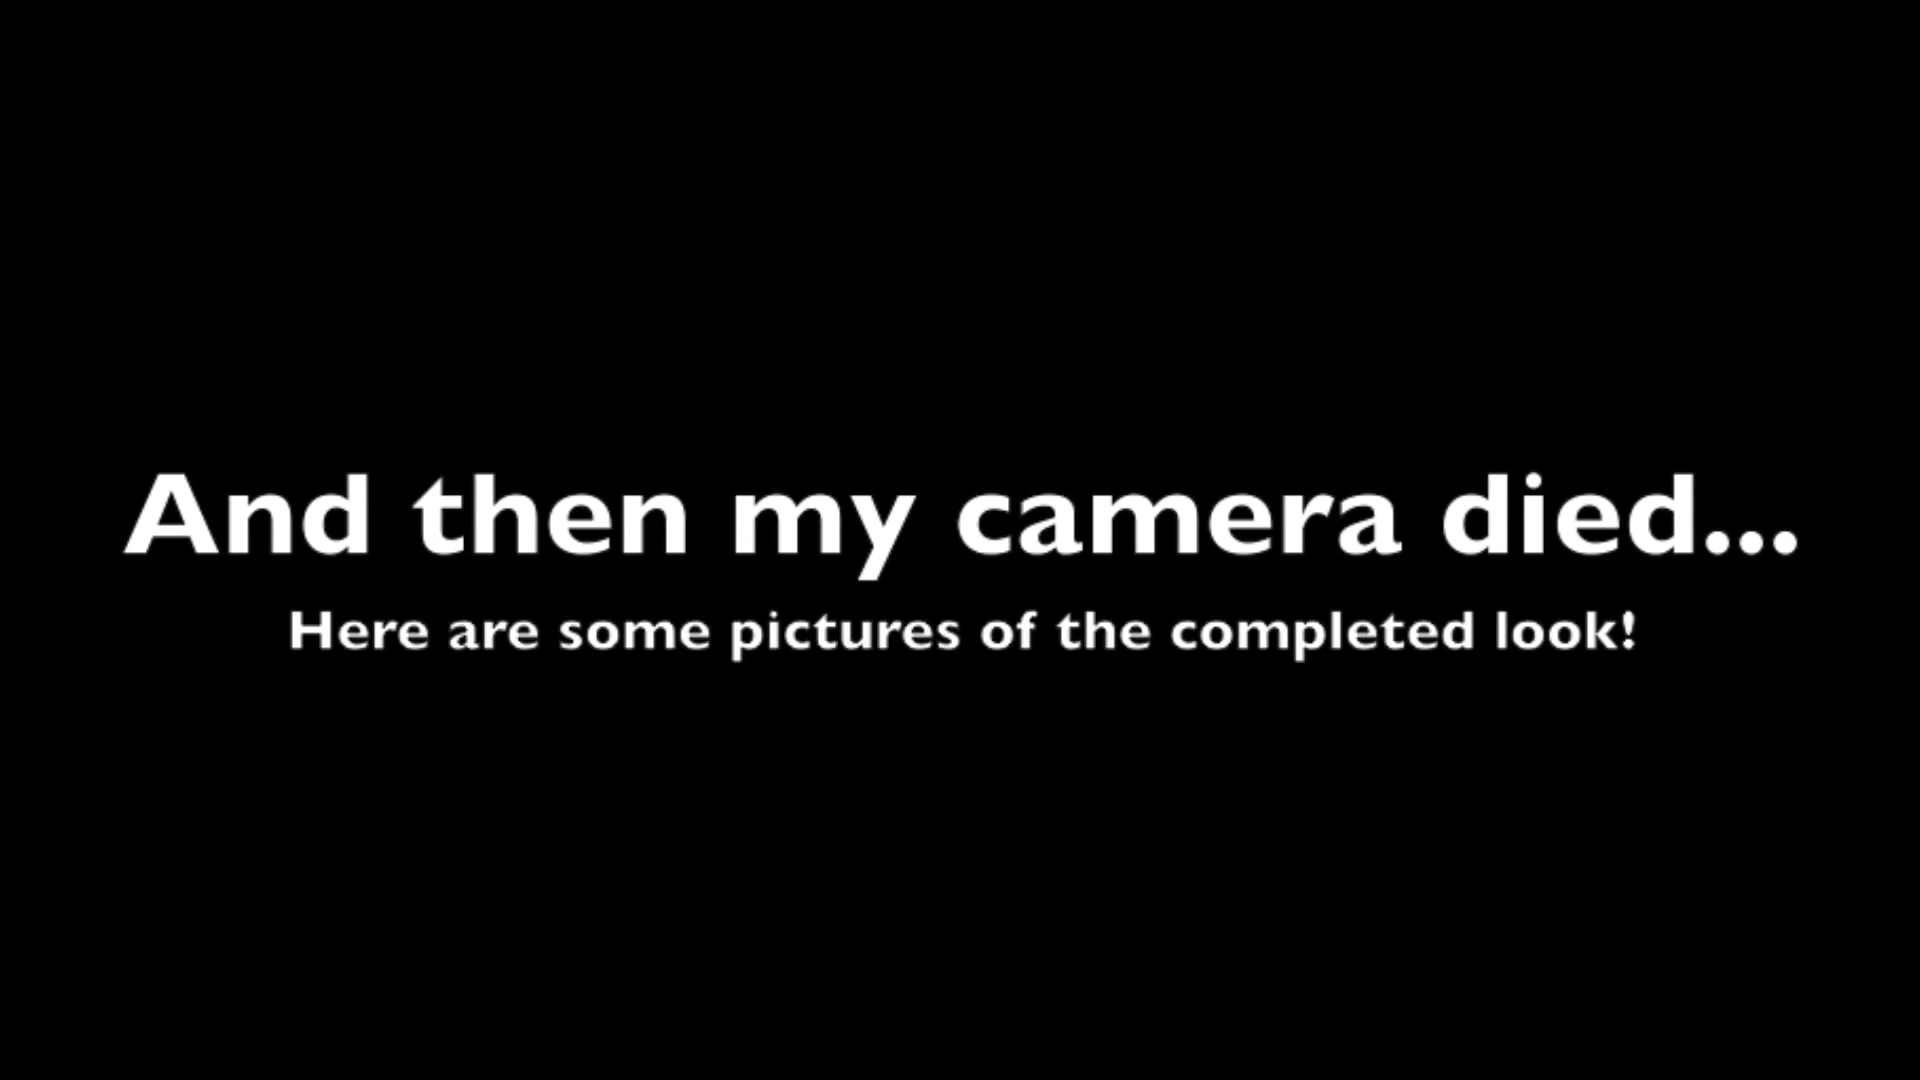 And then my camera died...
Here are some pictures of the completed look!